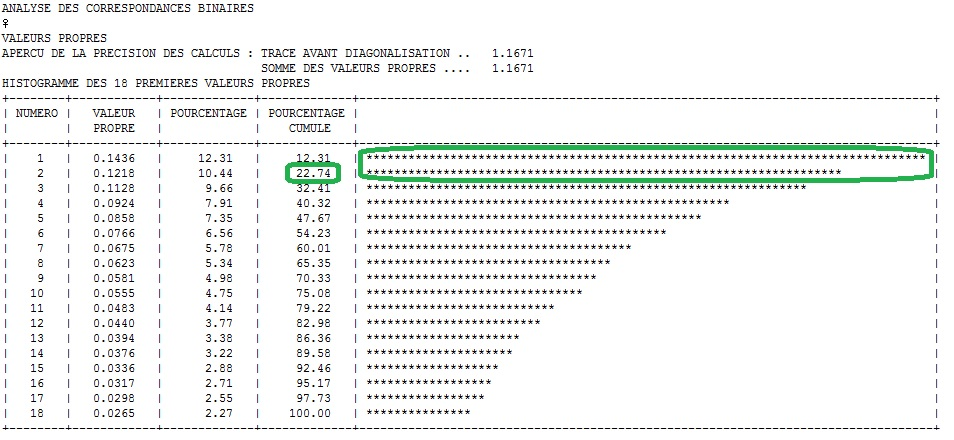 ANALYSE DES CORRESPONDANCES BINAIRES
♀
VALEURS PROPRES
APERCU DE LA PRECISION DES CALCULS : TRACE AVANT DIAGONALISATION .. 1.1671
SOMME DES VALEURS PROPRES .... 1.1671
HISTOGRAMME DES 18 PREMIERES VALEURS PROPRES
| NUMERO | VALEUR | POURCENTAGE | POURCENTAGE | |
| | PROPRE | | CUMULE | |
| 1 | 0.1436 | 12.31 | 12.31 | ******************************************************************************** |
| 2 | 0.1218 | 10.44 | 22.74 | ******************************************************************** |
| 3 | 0.1128 | 9.66 | 32.41 | *************************************************************** |
| 4 | 0.0924 | 7.91 | 40.32 | **************************************************** |
| 5 | 0.0858 | 7.35 | 47.67 | ************************************************ |
| 6 | 0.0766 | 6.56 | 54.23 | ******************************************* |
| 7 | 0.0675 | 5.78 | 60.01 | ************************************** |
| 8 | 0.0623 | 5.34 | 65.35 | *********************************** |
| 9 | 0.0581 | 4.98 | 70.33 | ********************************* |
| 10 | 0.0555 | 4.75 | 75.08 | ******************************* |
| 11 | 0.0483 | 4.14 | 79.22 | *************************** |
| 12 | 0.0440 | 3.77 | 82.98 | ************************* |
| 13 | 0.0394 | 3.38 | 86.36 | ********************** |
| 14 | 0.0376 | 3.22 | 89.58 | ********************* |
| 15 | 0.0336 | 2.88 | 92.46 | ******************* |
| 16 | 0.0317 | 2.71 | 95.17 | ****************** |
| 17 | 0.0298 | 2.55 | 97.73 | ***************** |
| 18 | 0.0265 | 2.27 | 100.00 | *************** |